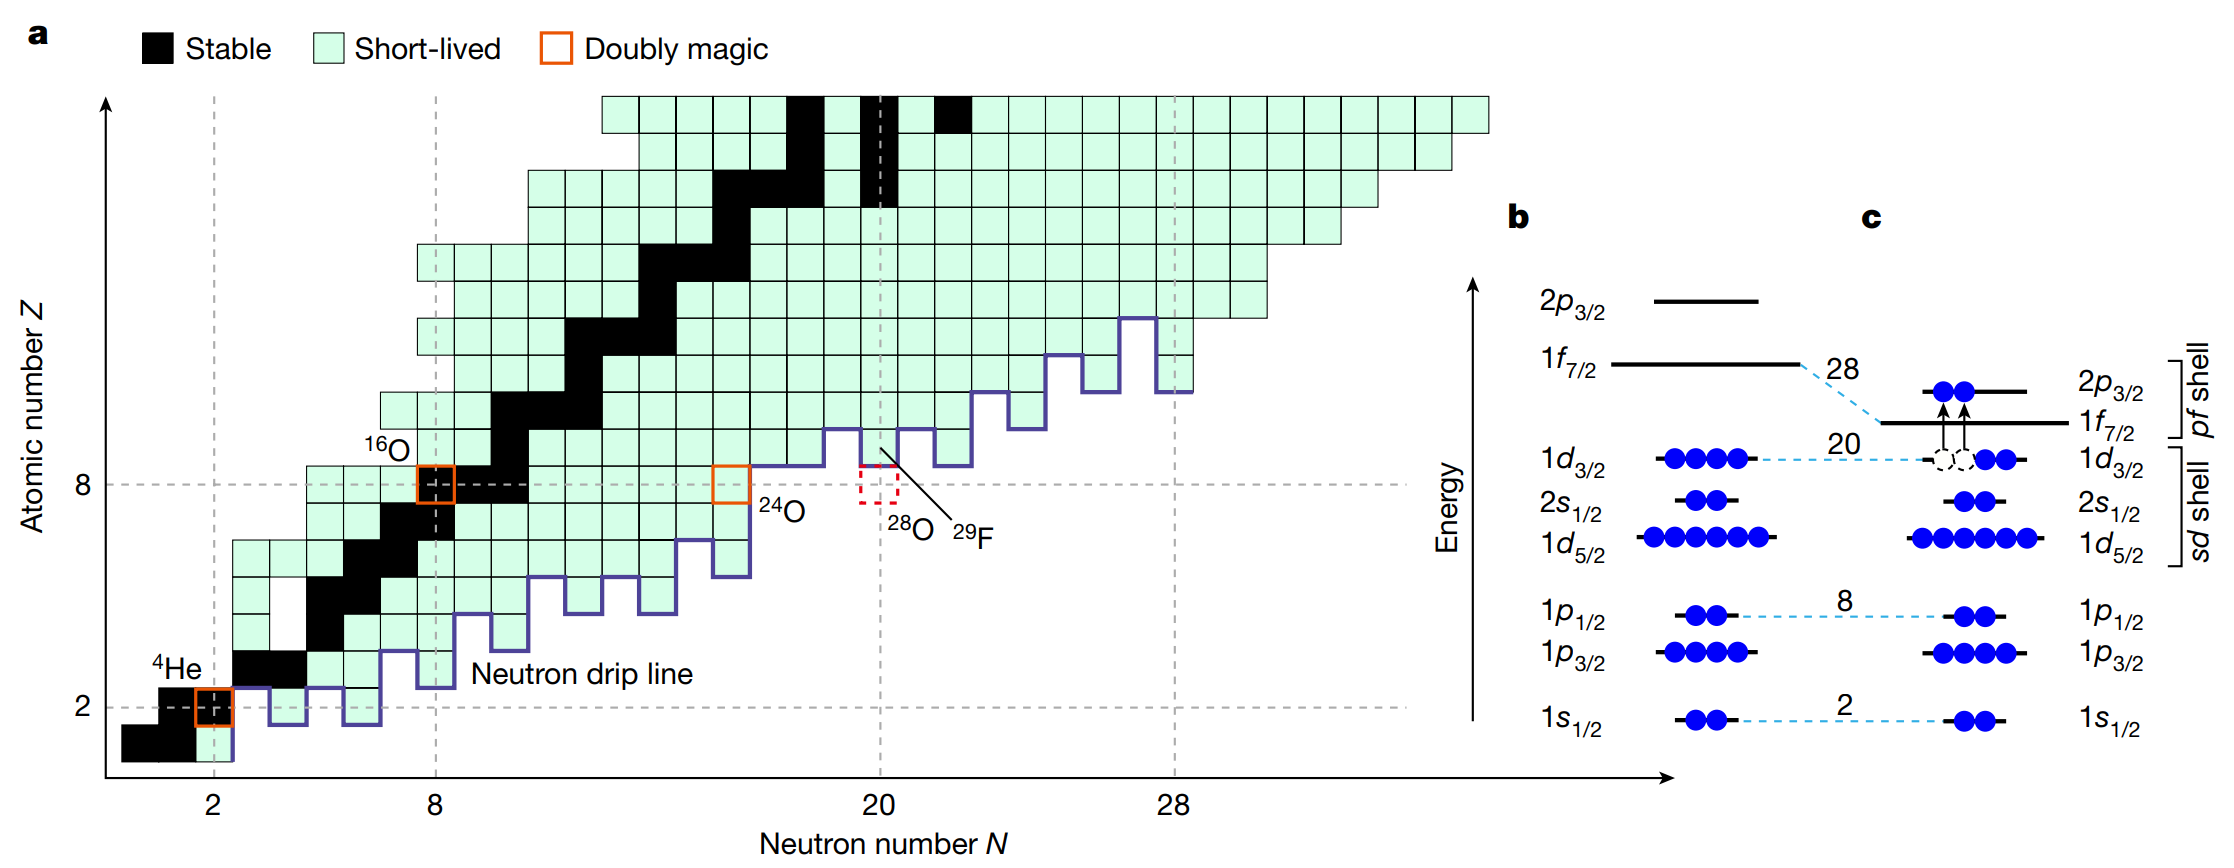 a
Stable Short-lived Doubly magic
Atomic number Z
8
2
¹⁶O
²⁴O
²⁸O
²⁹F
⁴He
Neutron drip line
2 8 20 28
Neutron number N
b
Energy
2p3/2
1f7/2
1d3/2
2s1/2
1d5/2
1p1/2
1p3/2
1s1/2
28
20
8
2
c
2p3/2
1f7/2
1d3/2
2s1/2
1d5/2
1p1/2
1p3/2
1s1/2
pf shell
sd shell